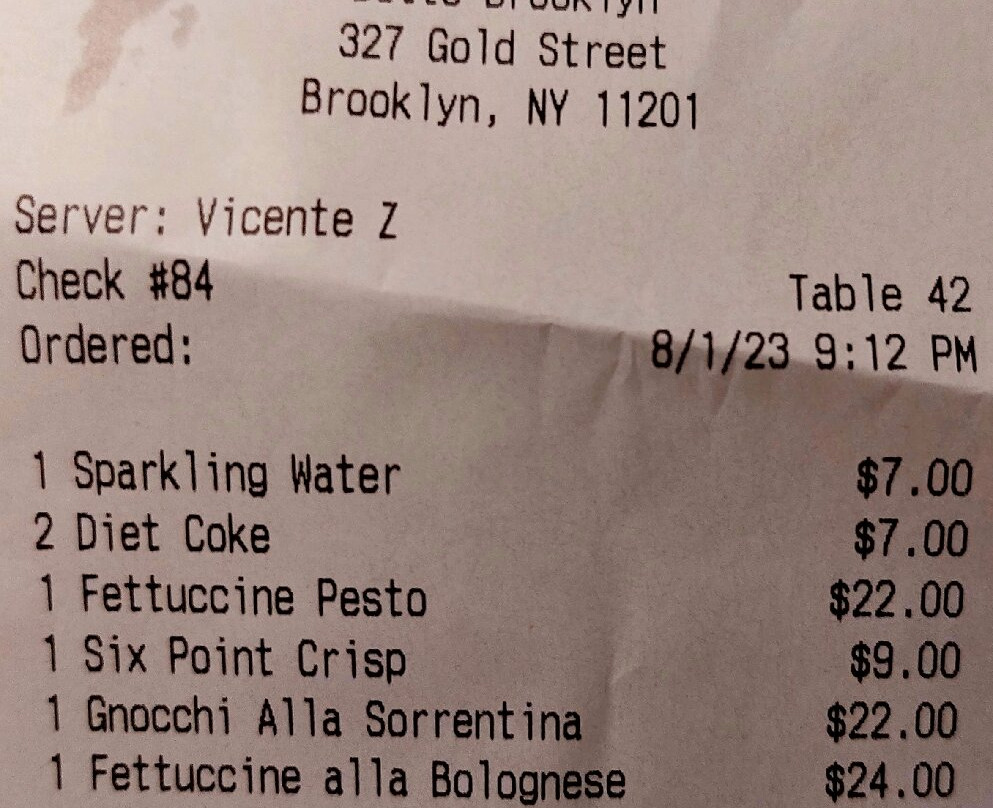 Brooklyn
327 Gold Street
Brooklyn, NY 11201
Server: Vicente Z
Check #84
Table 42
Ordered:
8/1/23 9:12 PM
1 Sparkling Water $7.00
2 Diet Coke $7.00
1 Fettuccine Pesto $22.00
1 Six Point Crisp $9.00
1 Gnocchi Alla Sorrentina $22.00
1 Fettuccine alla Bolognese $24.00